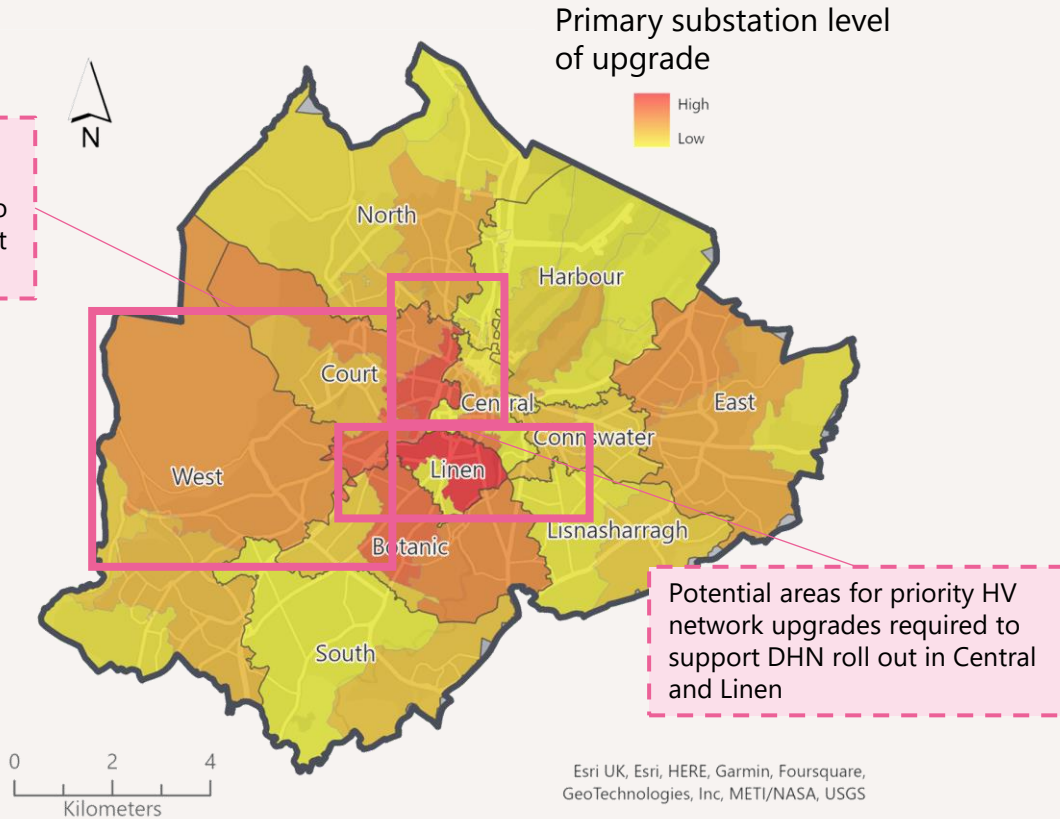 Primary substation level
of upgrade
High
Low
N
North
Harbour
Court
Central
East
Connswater
Linen
West
Lisnasharragh
Botanic
South
Potential areas for priority HV
network upgrades required to
support DHN roll out in Central
and Linen
0 2 4
Kilometers
Esri UK, Esri, HERE, Garmin, Foursquare,
GeoTechnologies, Inc, METI/NASA, USGS